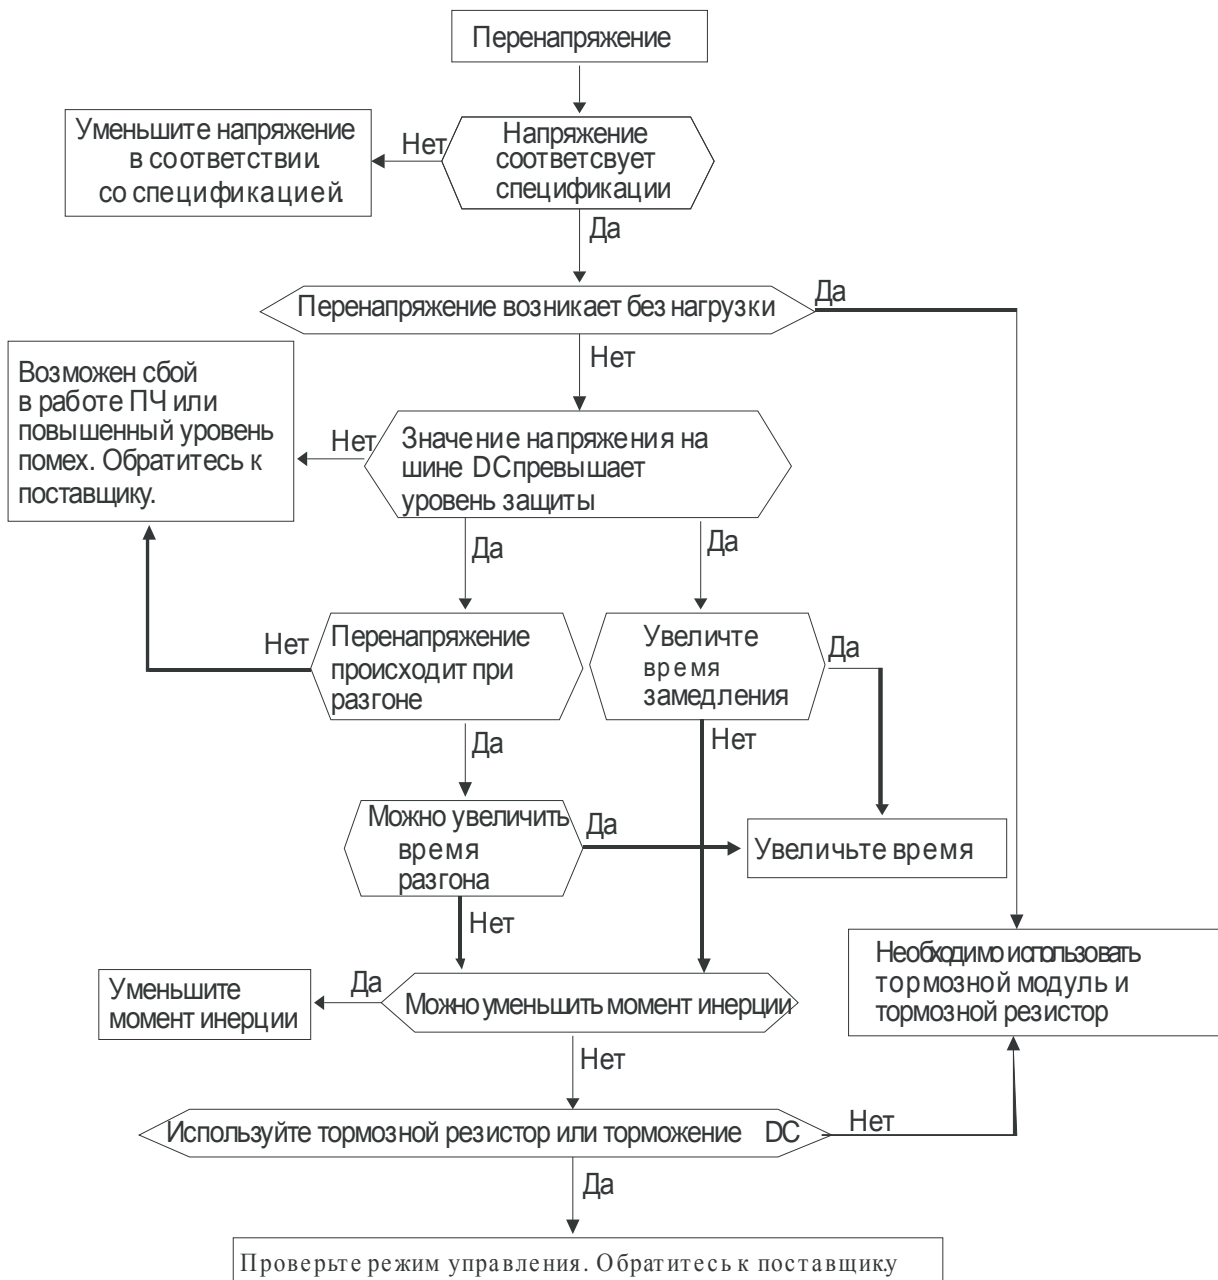 Перенапряжение
Уменьшите напряжение
в соответствии.
со спецификацией.
Нет
Напряжение
соответсвует
спецификации
Да
Перенапряжение возникает без нагрузки
Да
Нет
Возможен сбой
в работе ПЧ или
повышенный уровень
помех. Обратитесь к
поставщику.
Нет
Значение напряжения на
шине DC превышает
уровень защиты
Да
Да
Нет
Перенапряжение
происходит при
разгоне
Увеличте
время
замедления
Да
Да
Нет
Можно увеличить
время
разгона
Да
Увеличьте время
Нет
Необходимо использовать
тормозной модуль и
тормозной резистор
Уменьшите
момент инерции
Да
Можно уменьшить момент инерции
Нет
Используйте тормозной резистор или торможение DC
Нет
Да
Проверьте режим управления. Обратитесь к поставщику